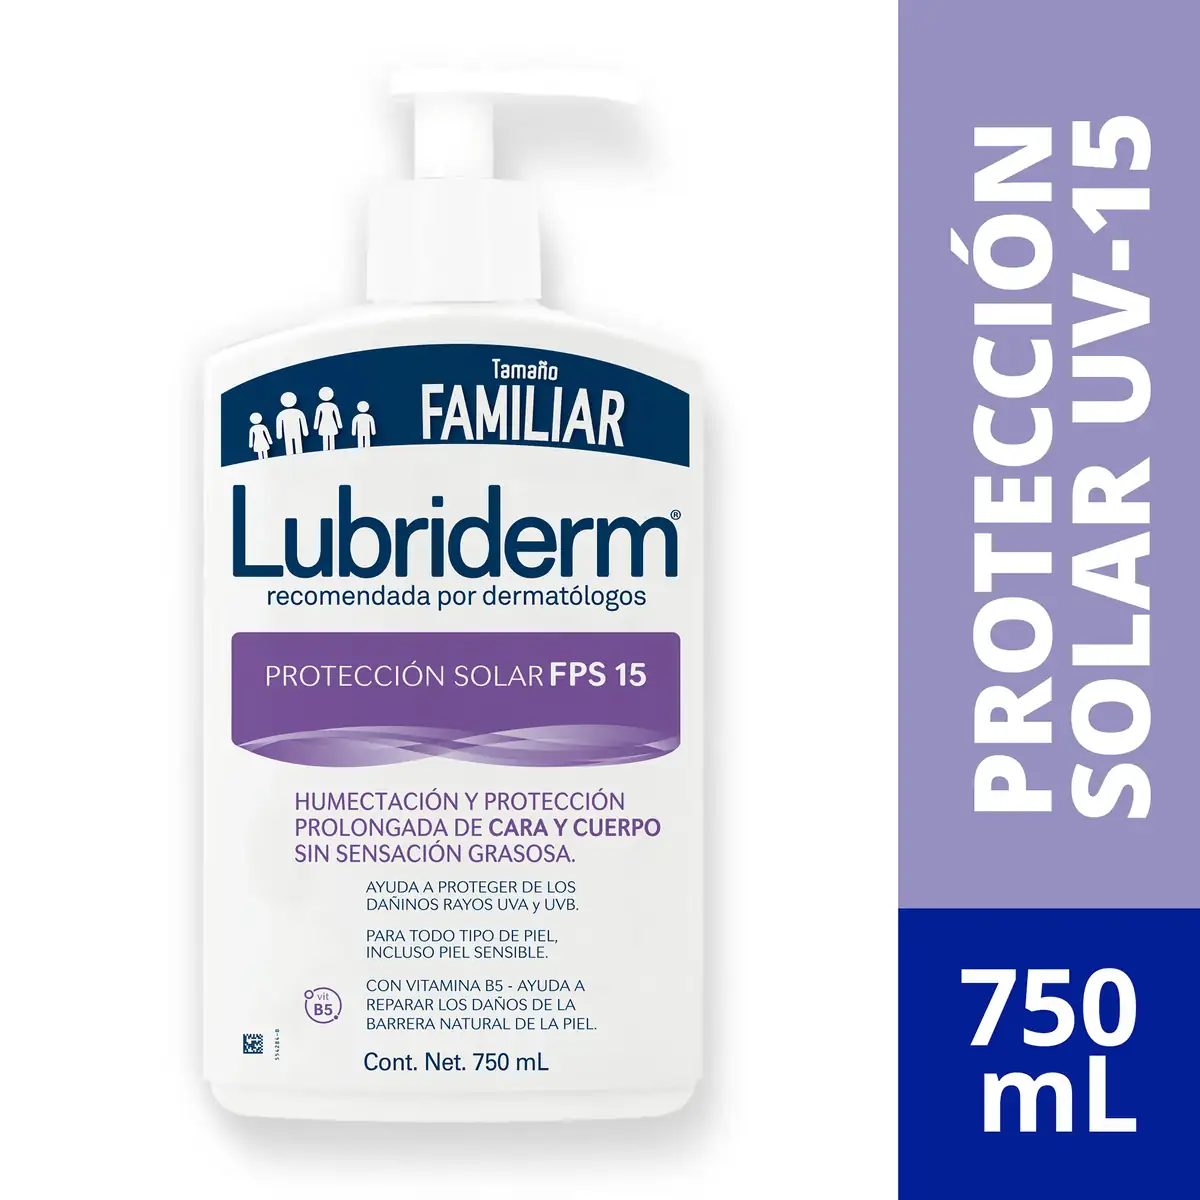 Tamaño
FAMILIAR
Lubriderm®
recomendada por dermatólogos
PROTECCIÓN SOLAR FPS 15
HUMECTACIÓN Y PROTECCIÓN
PROLONGADA DE CARA Y CUERPO
SIN SENSACIÓN GRASOSA.
AYUDA A PROTEGER DE LOS
DAÑINOS RAYOS UVA y UVB.
PARA TODO TIPO DE PIEL,
INCLUSO PIEL SENSIBLE.
vit
B5
CON VITAMINA B5 - AYUDA A
REPARAR LOS DAÑOS DE LA
BARRERA NATURAL DE LA PIEL.
Cont. Net. 750 mL
PROTECCIÓN
SOLAR UV-15
750
mL